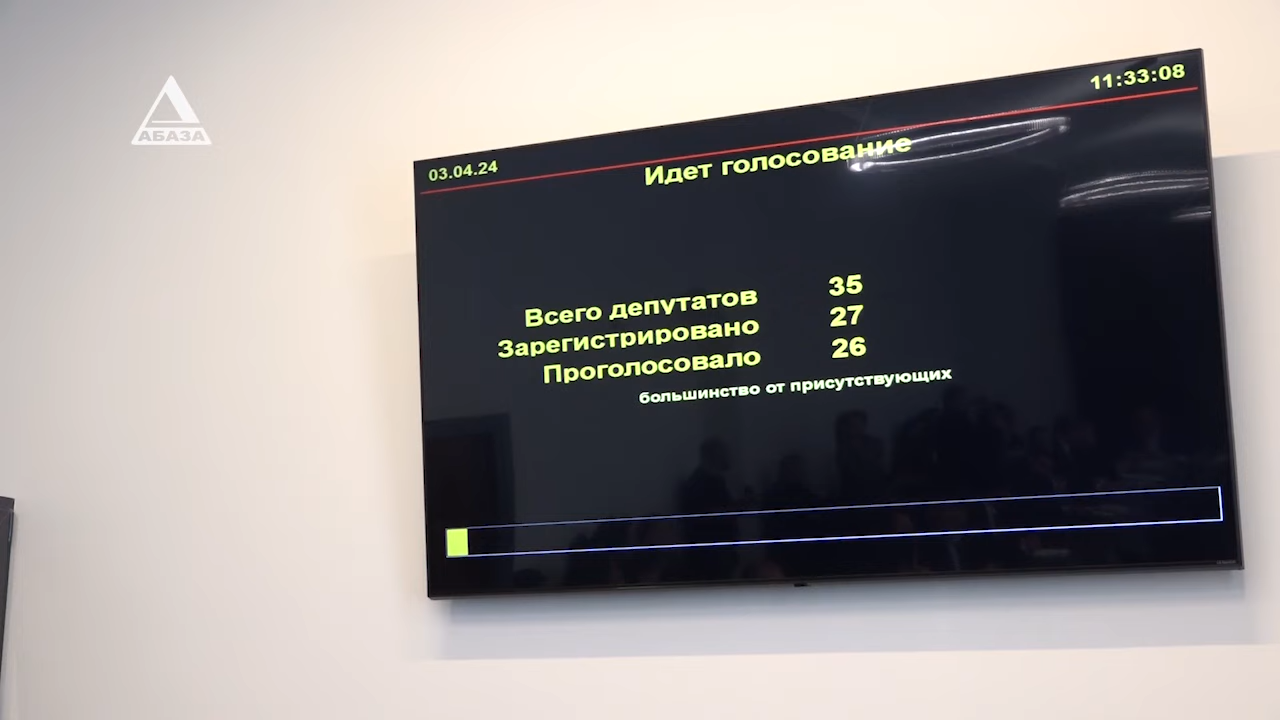 АБАЗА
11:33:08
03.04.24
Идет голосование
Всего депутатов 35
Зарегистрировано 27
Проголосовало 26
большинство от присутствующих